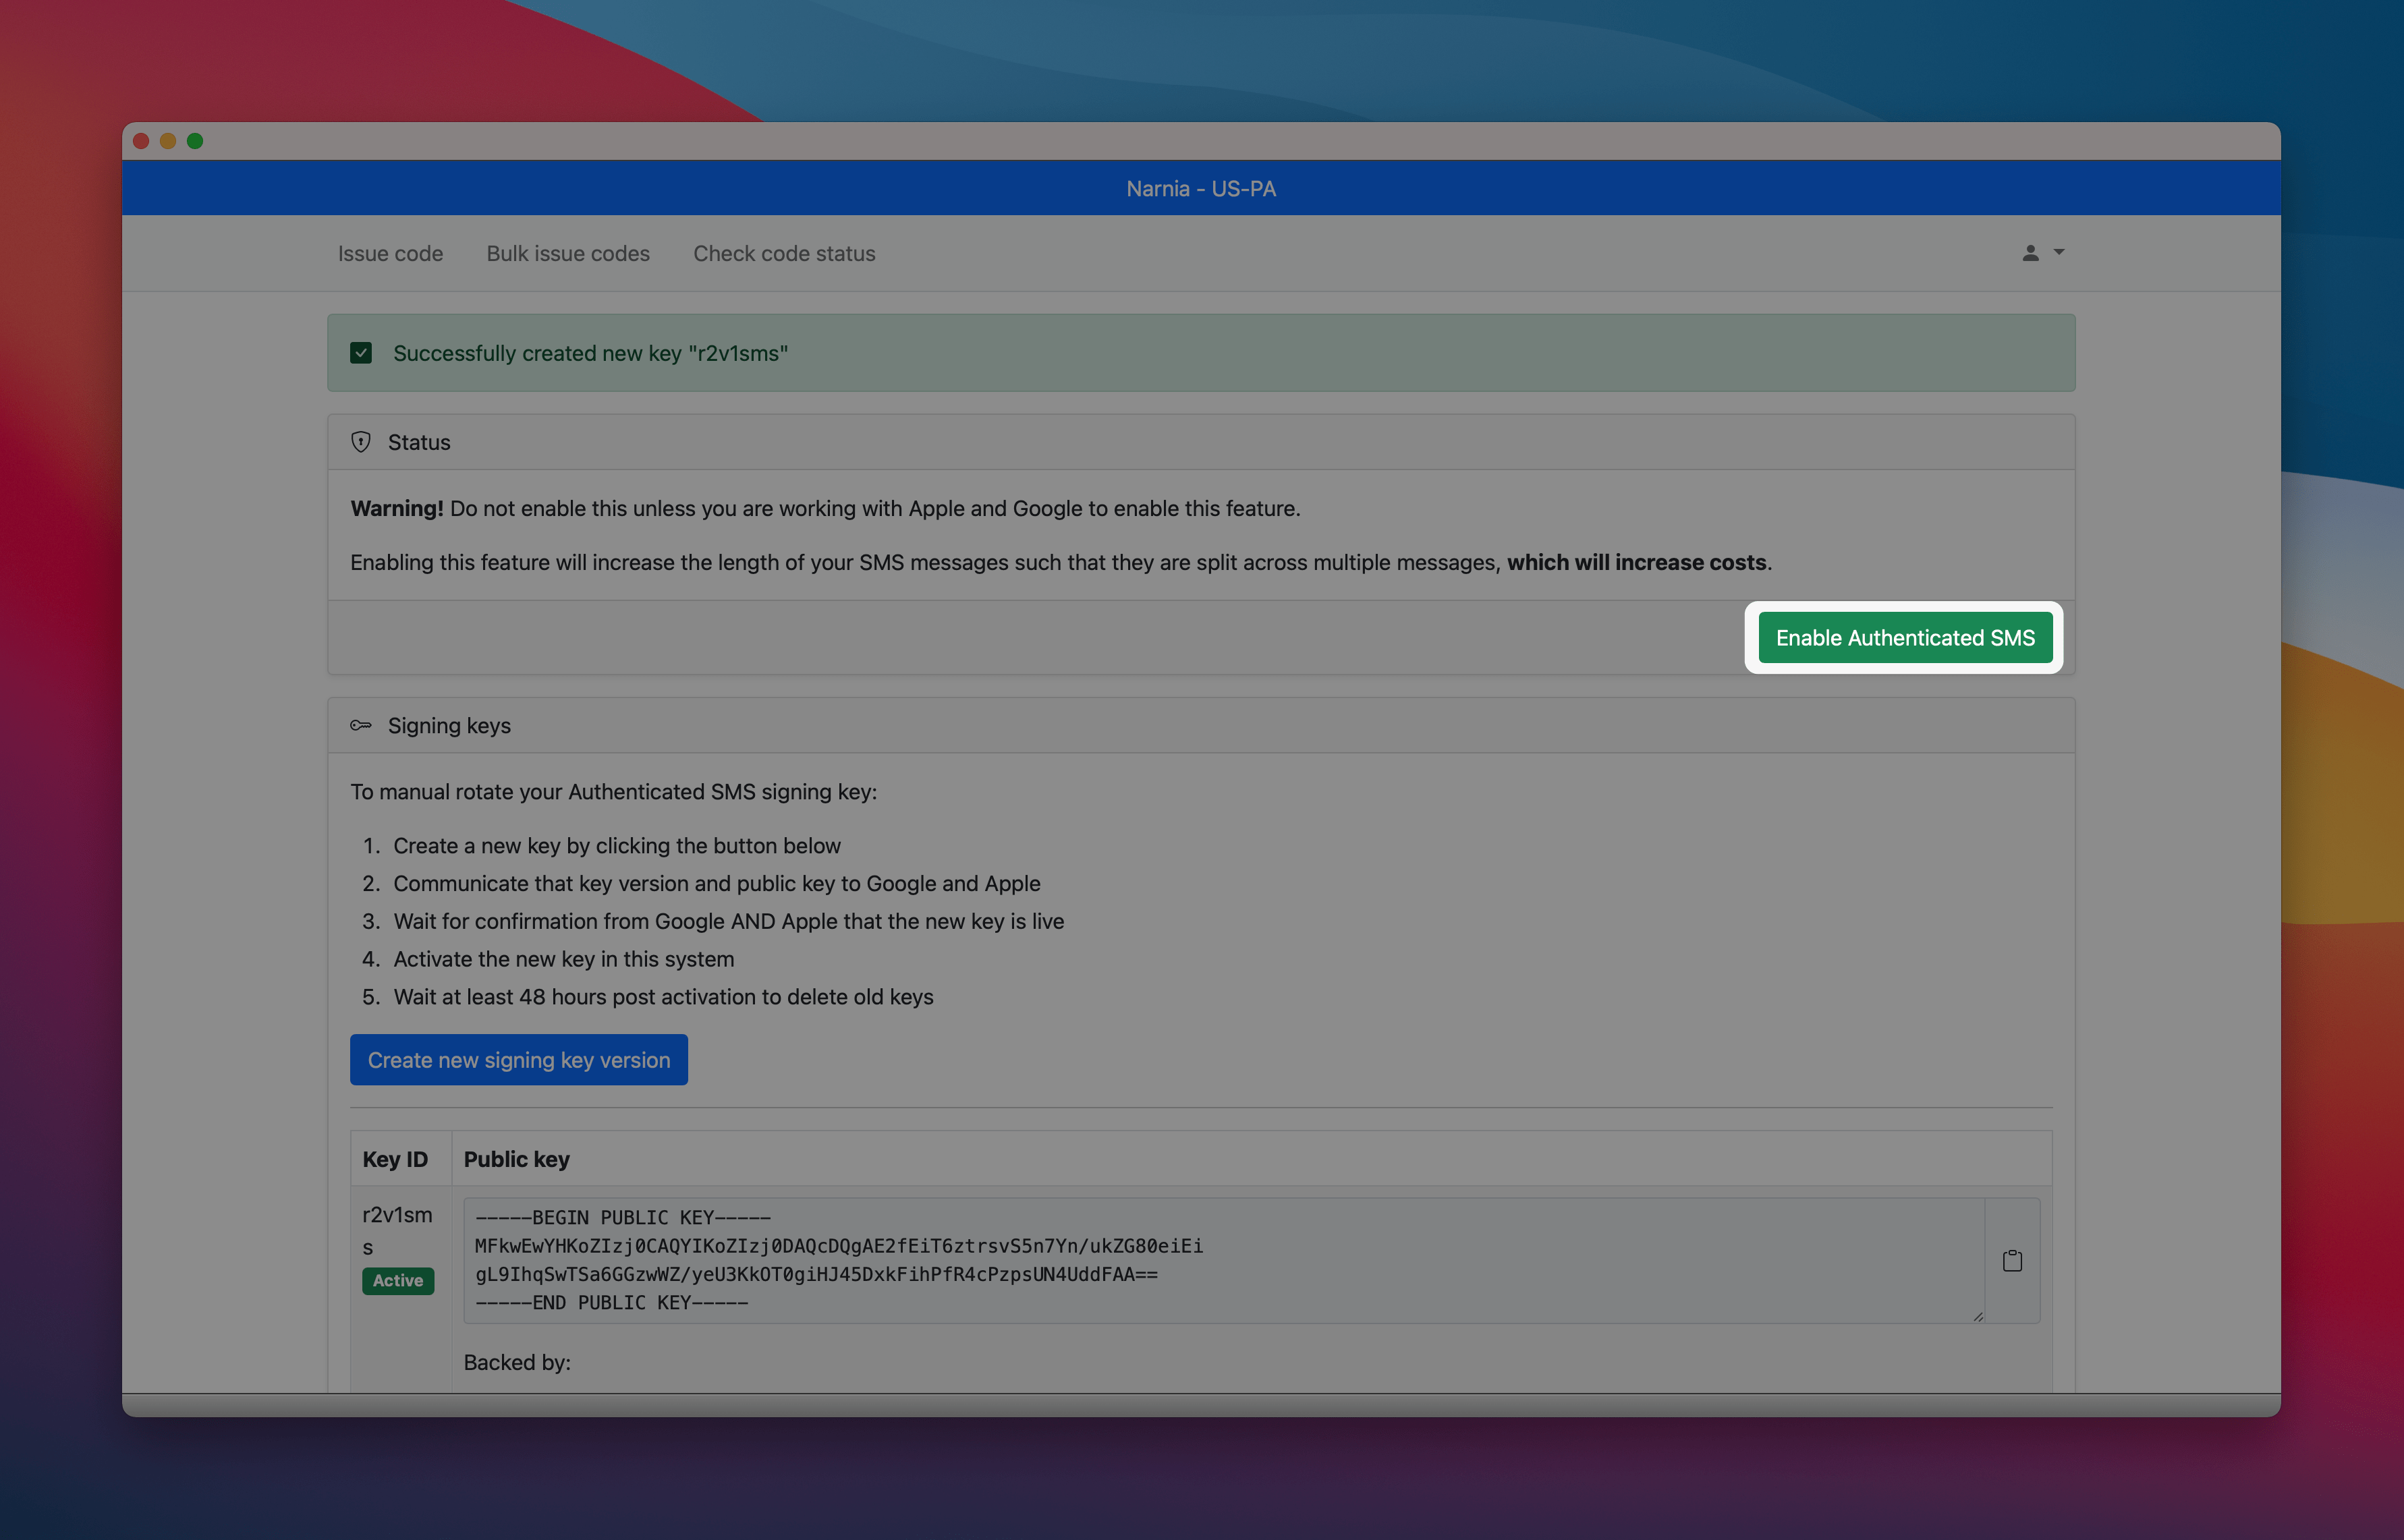 Narnia - US-PA
Issue code
Bulk issue codes
Check code status
Successfully created new key "r2v1sms"
Status
Warning! Do not enable this unless you are working with Apple and Google to enable this feature.
Enabling this feature will increase the length of your SMS messages such that they are split across multiple messages, which will increase costs.
Enable Authenticated SMS
Signing keys
To manual rotate your Authenticated SMS signing key:
1. Create a new key by clicking the button below
2. Communicate that key version and public key to Google and Apple
3. Wait for confirmation from Google AND Apple that the new key is live
4. Activate the new key in this system
5. Wait at least 48 hours post activation to delete old keys
Create new signing key version
Key ID
Public key
r2v1sm
s
Active
-----BEGIN PUBLIC KEY-----
MFkwEwYHKoZIzj0CAQYIKoZIzj0DAQcDQgAE2fEiT6ztrsvS5n7Yn/ukZG80eiEi
gL9IhqSwTSa6GGzwWZ/yeU3KkOT0giHJ45DxkFihPfR4cPzpsUN4UddFAA==
-----END PUBLIC KEY-----
Backed by: